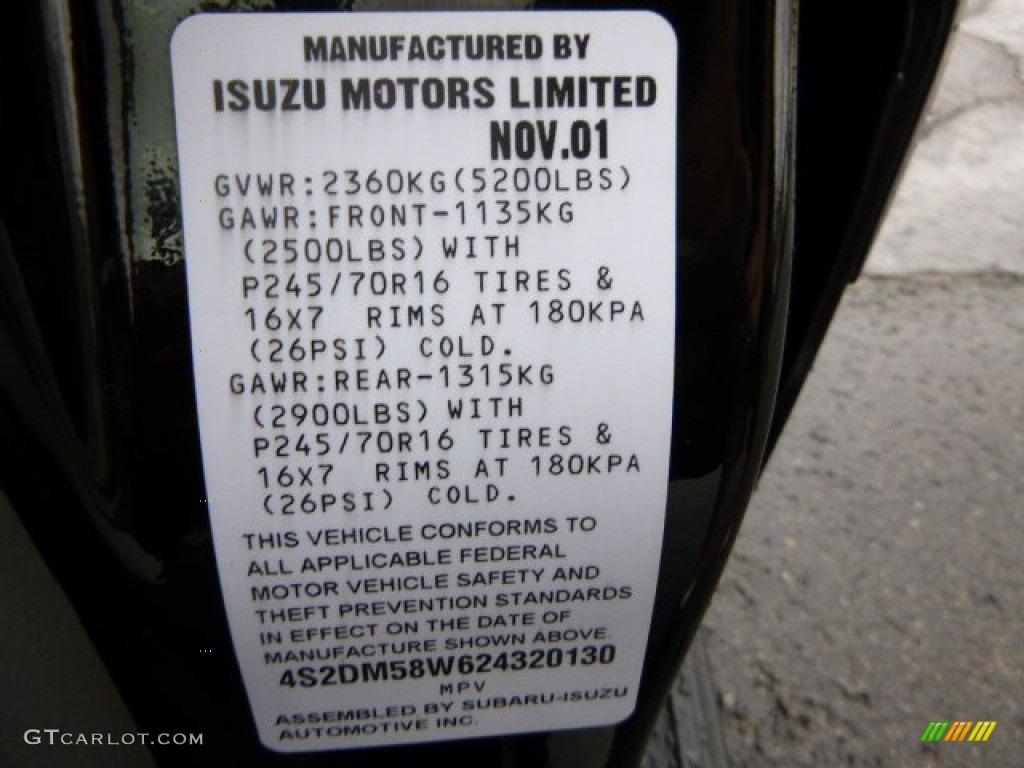 MANUFACTURED BY
ISUZU MOTORS LIMITED
NOV.01
GVWR:2360KG(5200LBS)
GAWR:FRONT-1135KG
(2500LBS) WITH
P245/70R16 TIRES &
16X7 RIMS AT 180KPA
(26PSI) COLD.
GAWR:REAR-1315KG
(2900LBS) WITH
P245/70R16 TIRES &
16X7 RIMS AT 180KPA
(26PSI) COLD.
THIS VEHICLE CONFORMS TO
ALL APPLICABLE FEDERAL
MOTOR VEHICLE SAFETY AND
THEFT PREVENTION STANDARDS
IN EFFECT ON THE DATE OF
MANUFACTURE SHOWN ABOVE.
4S2DM58W624320130
MPV
ASSEMBLED BY SUBARU-ISUZU
AUTOMOTIVE INC.
GTCARLOT.COM